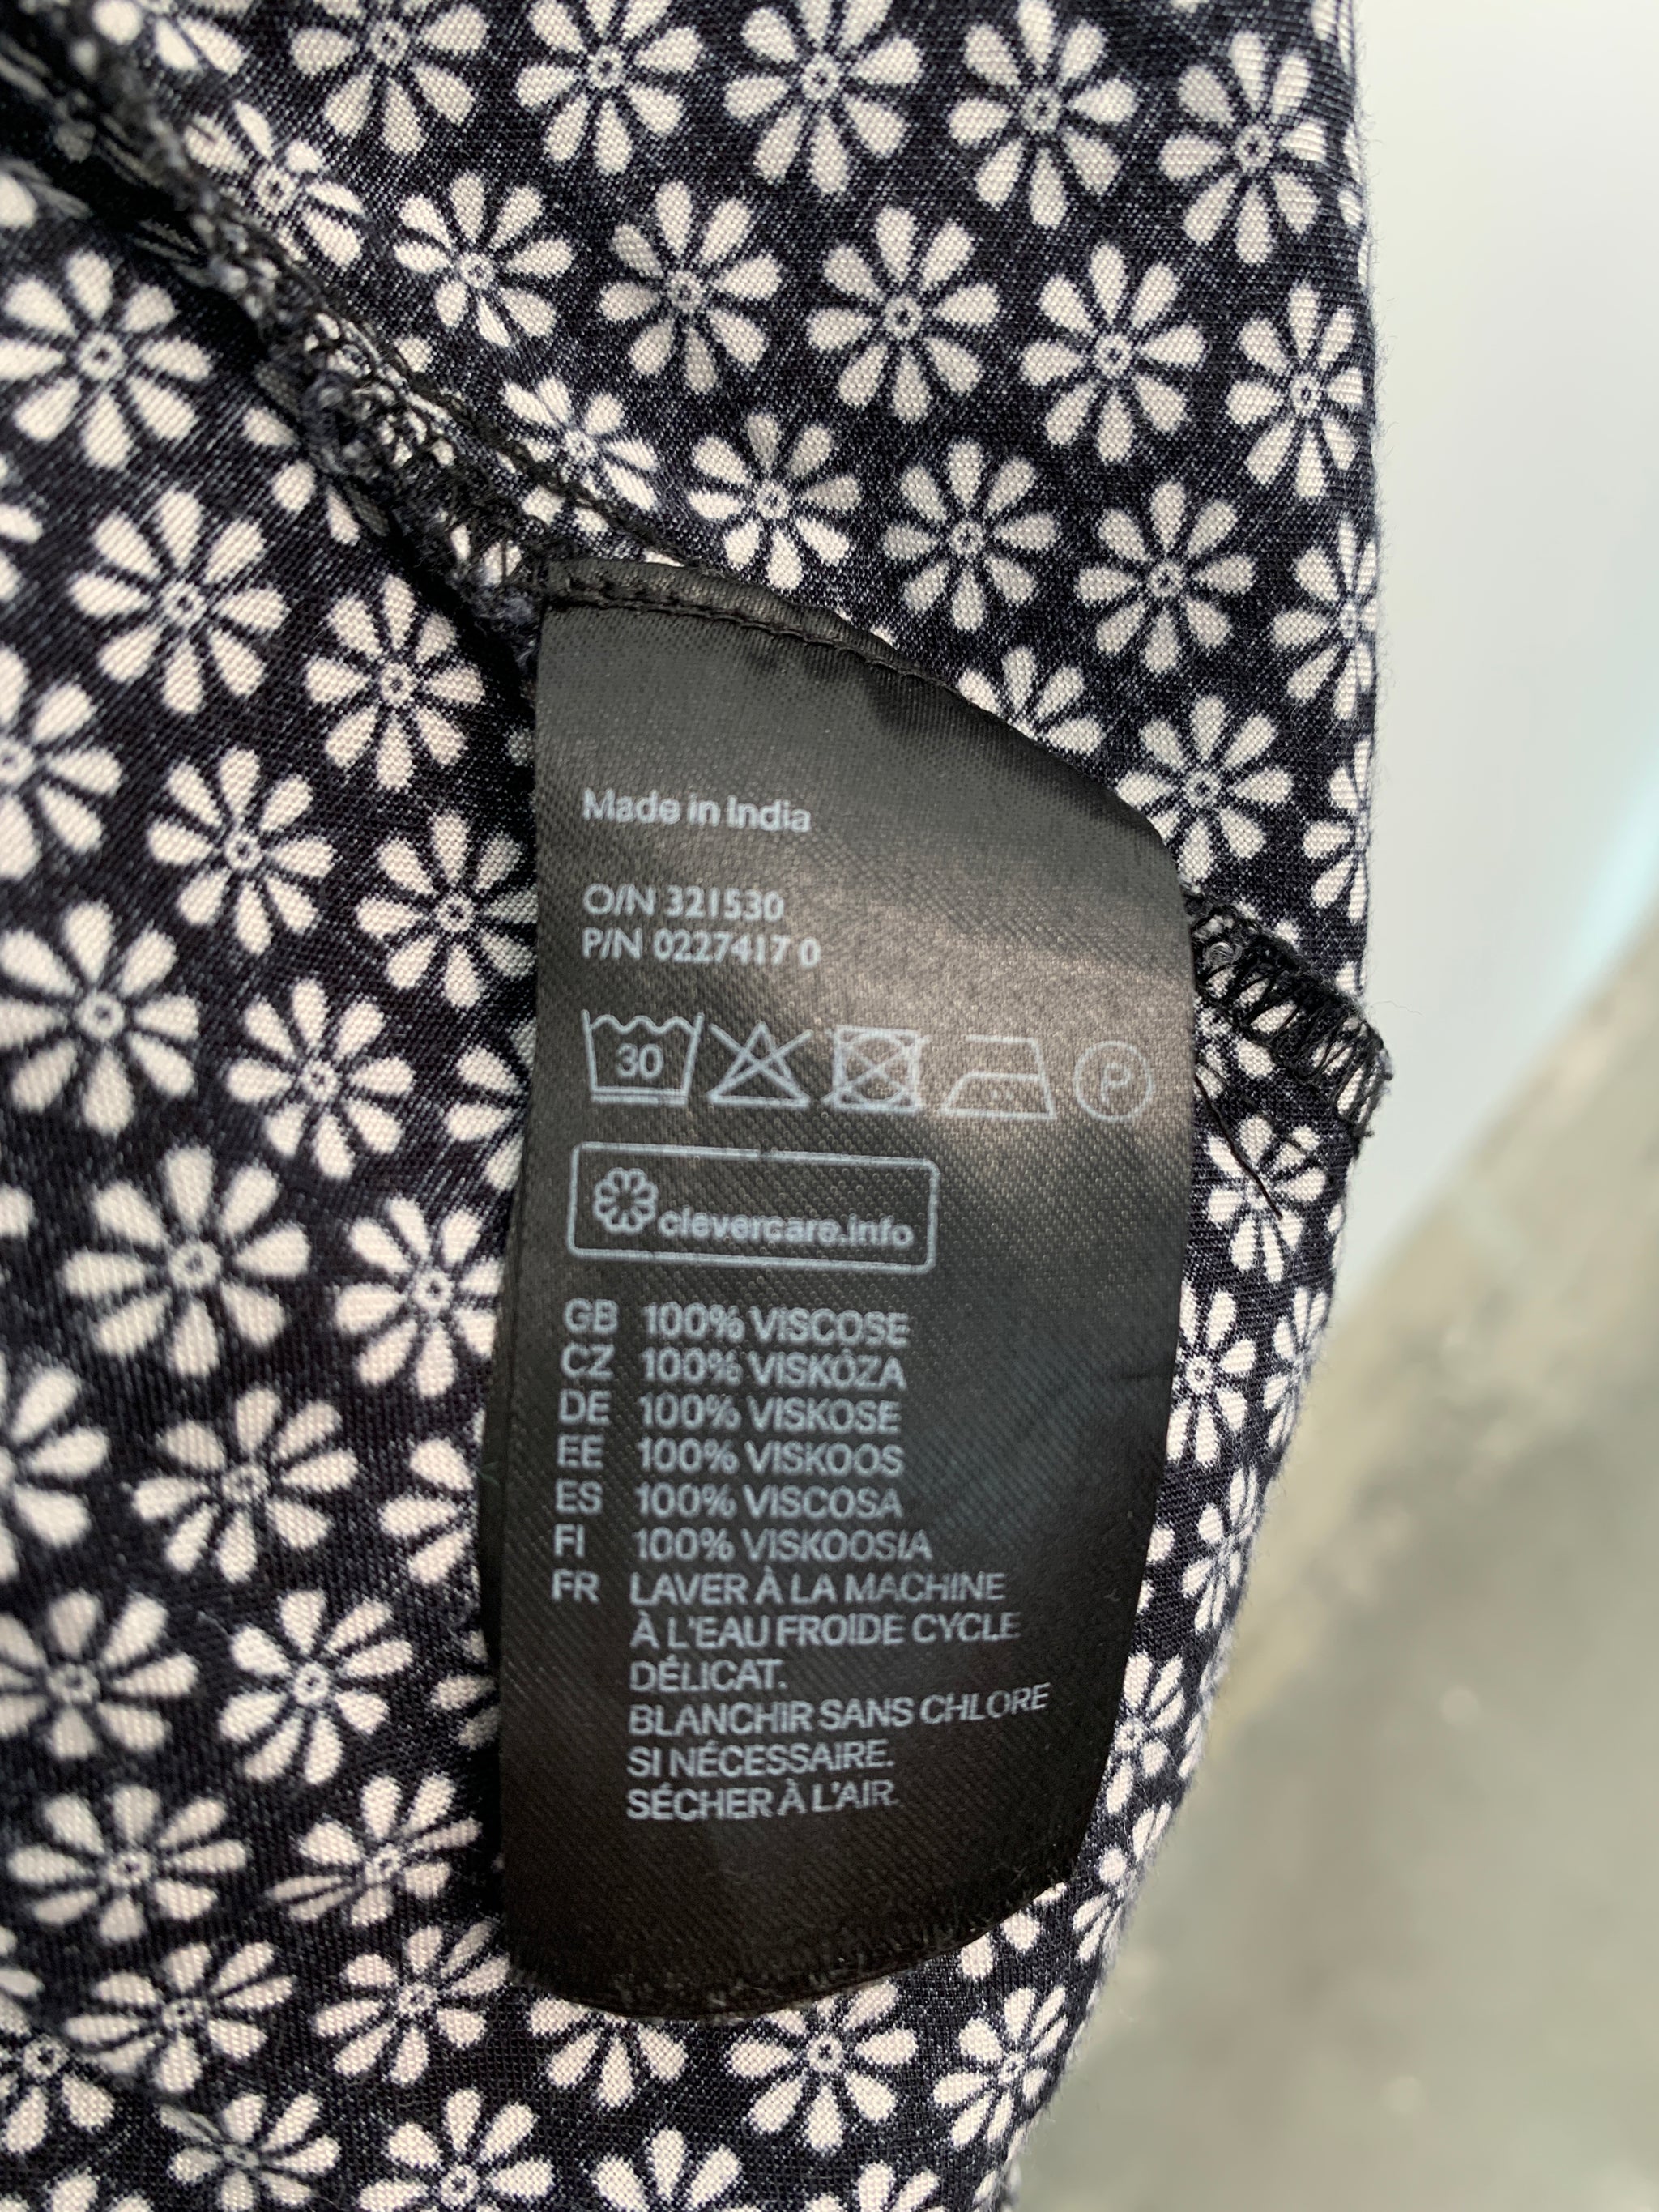 Made in India
O/N 321530
P/N 0227417 0
30 P
clevercare.info
GB 100% VISCOSE
CZ 100% VISKÓZA
DE 100% VISKOSE
EE 100% VISKOOS
ES 100% VISCOSA
FI 100% VISKOOSIA
FR LAVER À LA MACHINE
À L'EAU FROIDE CYCLE
DÉLICAT.
BLANCHIR SANS CHLORE
SI NÉCESSAIRE.
SÉCHER À L'AIR.